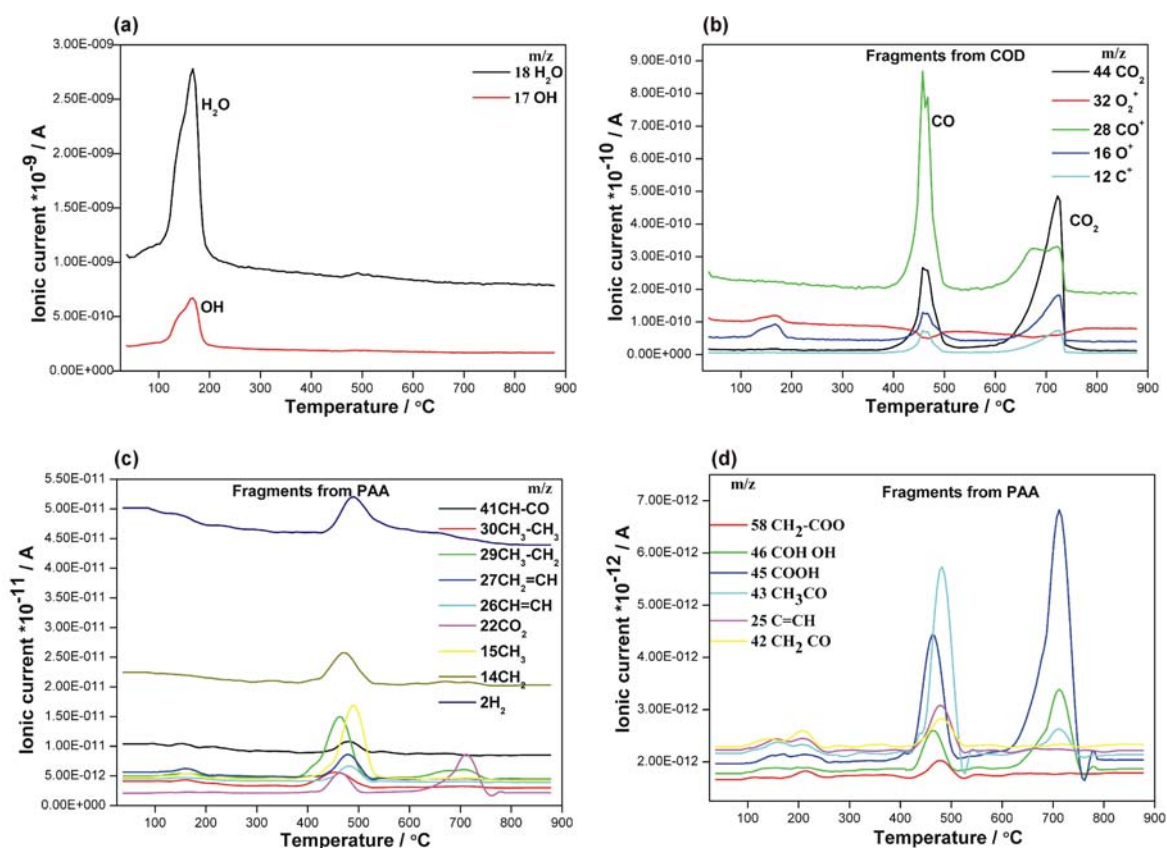 (a)
3.00E-009
2.50E-009
2.00E-009
1.50E-009
1.00E-009
5.00E-010
0.00E+000
Ionic current *10^-9 / A
m/z
18 H₂O
17 OH
H₂O
OH
100 200 300 400 500 600 700 800 900
Temperature / °C
(b)
9.00E-010
8.00E-010
7.00E-010
6.00E-010
5.00E-010
4.00E-010
3.00E-010
2.00E-010
1.00E-010
0.00E+000
Ionic current *10^-10 / A
Fragments from COD
m/z
44 CO₂
32 O₂⁺
28 CO⁺
16 O⁺
12 C⁺
CO
CO₂
100 200 300 400 500 600 700 800 900
Temperature / °C
(c)
5.50E-011
5.00E-011
4.50E-011
2.50E-011
2.00E-011
1.50E-011
1.00E-011
5.00E-012
0.00E+000
Ionic current *10^-11 / A
Fragments from PAA
m/z
41CH-CO
30CH₃-CH₃
29CH₃-CH₂
27CH₂=CH
26CH=CH
22CO₂
15CH₃
14CH₂
2H₂
100 200 300 400 500 600 700 800 900
Temperature / °C
(d)
7.00E-012
6.00E-012
5.00E-012
4.00E-012
3.00E-012
2.00E-012
Ionic current *10^-12 / A
m/z
Fragments from PAA
58 CH₂-COO
46 COH OH
45 COOH
43 CH₃CO
25 C=CH
42 CH₂ CO
100 200 300 400 500 600 700 800 900
Temperature / °C